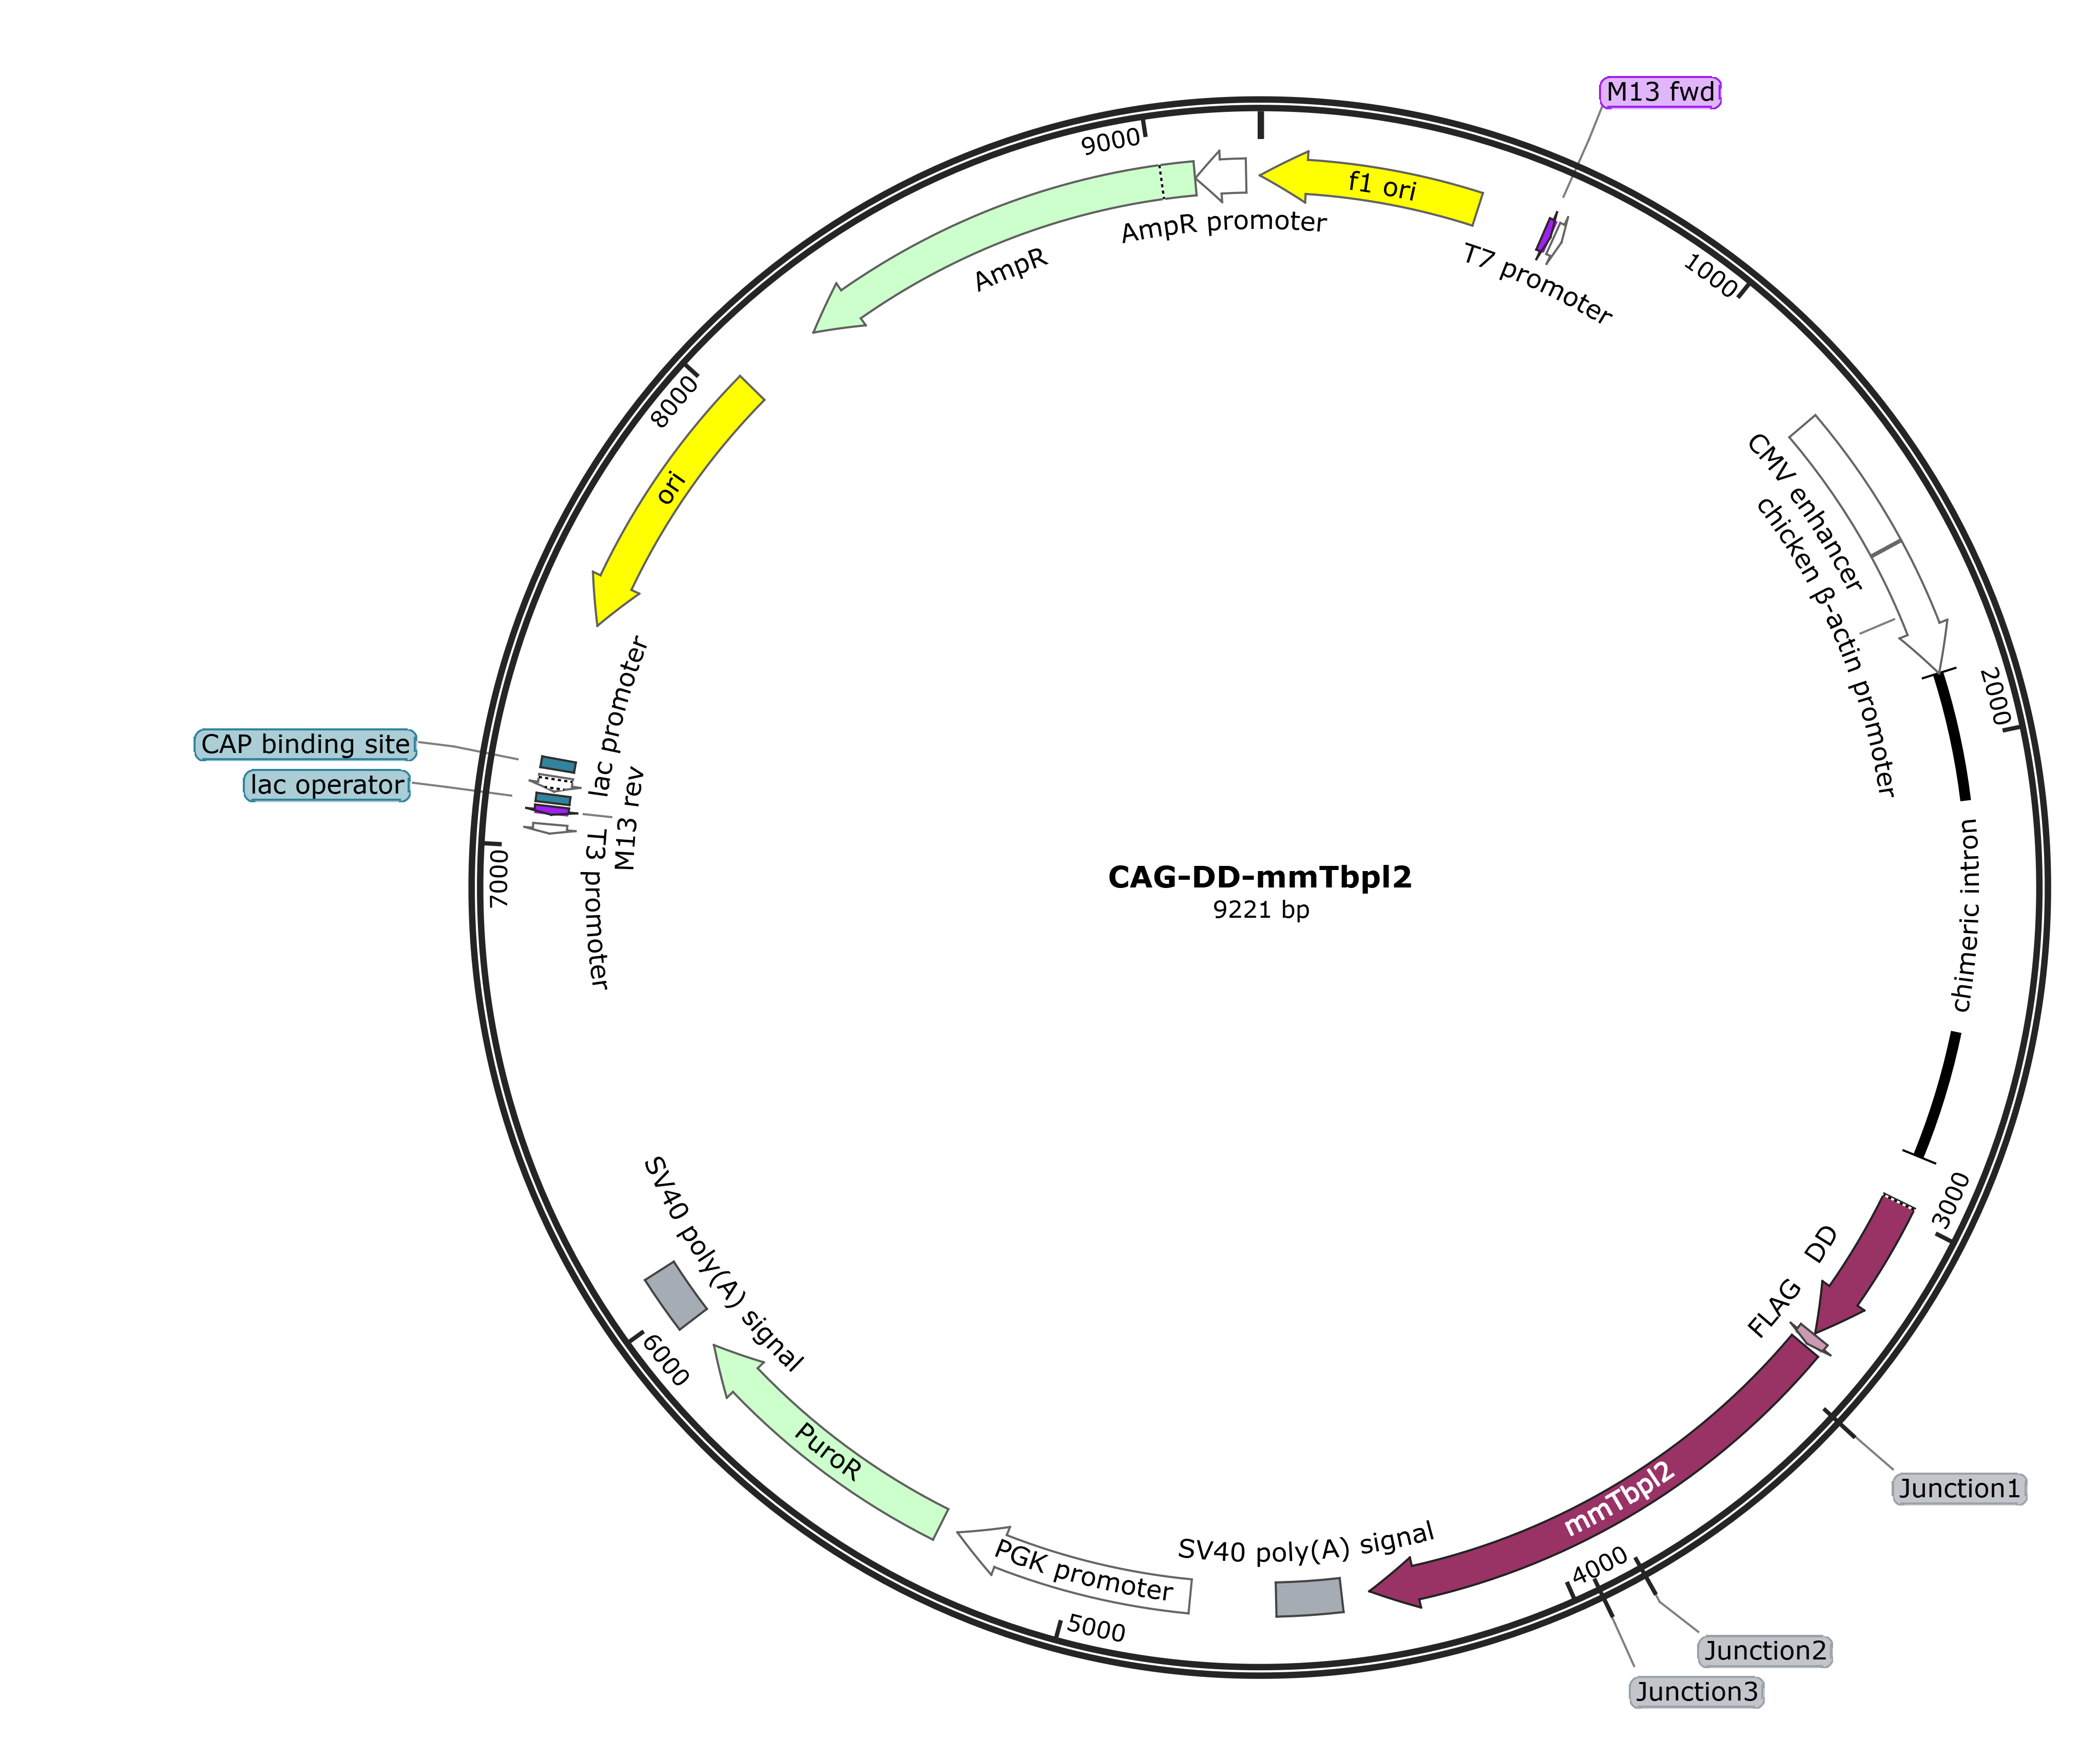 M13 fwd
9000
f1 ori
AmpR promoter
AmpR
T7 promoter
1000
8000
ori
CMV enhancer
chicken β-actin promoter
2000
lac promoter
CAP binding site
lac operator
M13 rev
T3 promoter
7000
chimeric intron
CAG-DD-mmTbpl2
9221 bp
3000
DD
FLAG
SV40 poly(A) signal
6000
PuroR
Junction1
mmTbpl2
SV40 poly(A) signal
PGK promoter
4000
5000
Junction2
Junction3